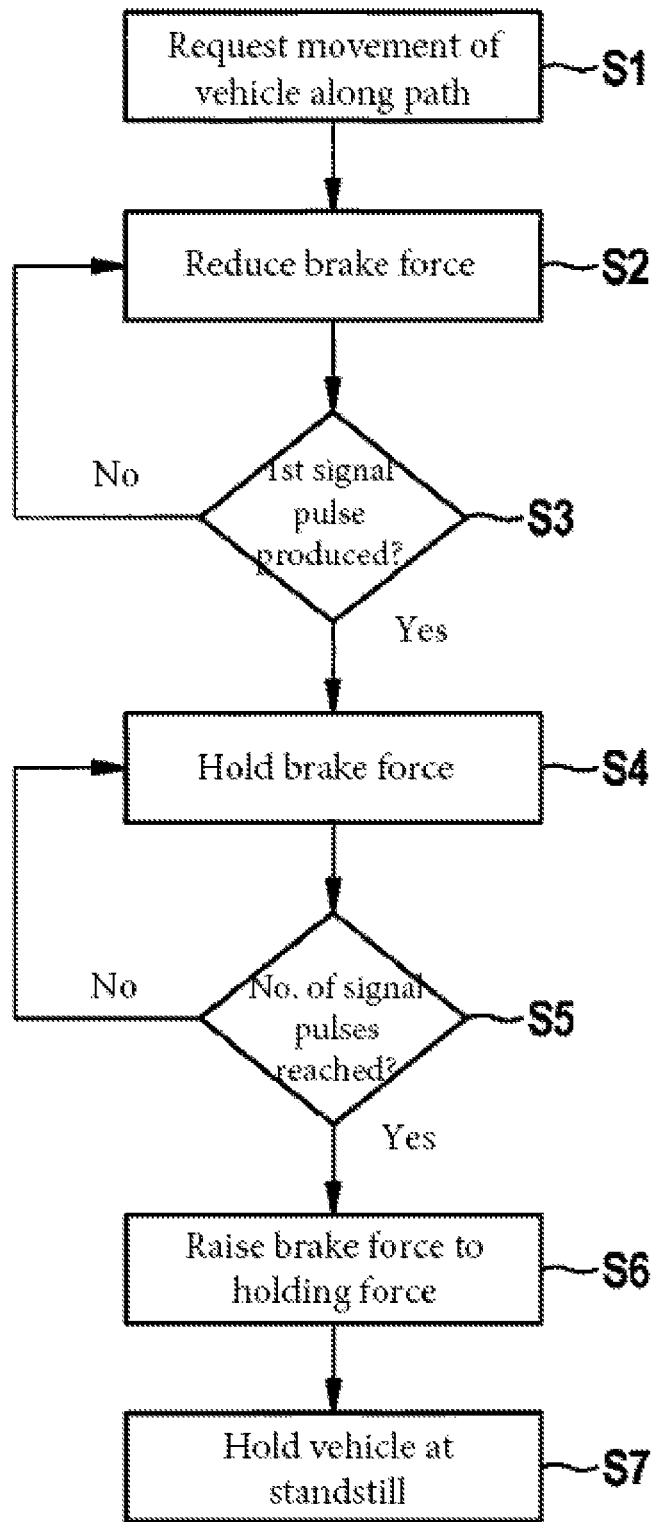 Request movement of
vehicle along path
S1
Reduce brake force
S2
No
1st signal
pulse
produced?
S3
Yes
Hold brake force
S4
No
No. of signal
pulses
reached?
S5
Yes
Raise brake force to
holding force
S6
Hold vehicle at
standstill
S7